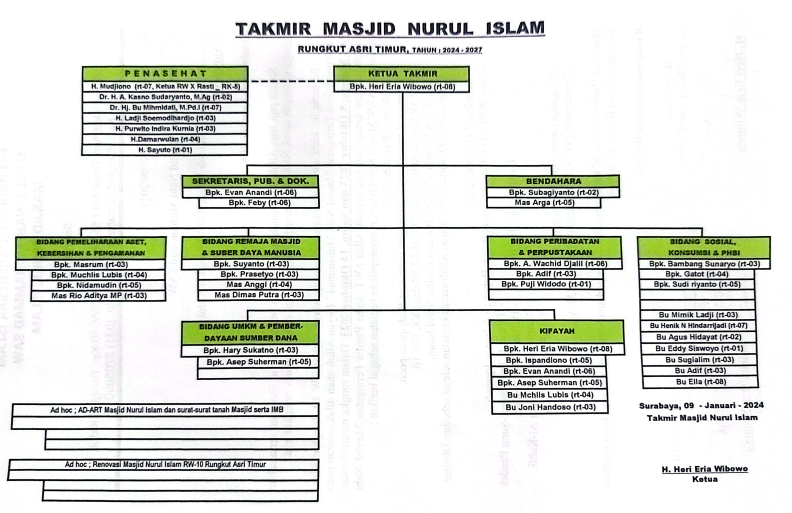 TAKMIR MASJID NURUL ISLAM
RUNGKUT ASRI TIMUR, TAHUN : 2024 - 2027
PENASEHAT
H. Mudjiono (rt-07, Ketua RW X Rasti _ RK-5)
Dr. H. A. Kasno Sudaryanto, M.Ag (rt-02)
Dr. Hj. Bu Mihmidati, M.Pd.I (rt-07)
H. Ladji Soemodihardjo (rt-03)
H. Purwito Indira Kurnia (rt-03)
H.Damarwulan (rt-04)
H. Sayuto (rt-01)
KETUA TAKMIR
Bpk. Heri Eria Wibowo (rt-08)
SEKRETARIS, PUB. & DOK.
Bpk. Evan Anandi (rt-06)
Bpk. Feby (rt-06)
BENDAHARA
Bpk. Subagiyanto (rt-02)
Mas Arga (rt-05)
BIDANG PEMELIHARAAN ASET,
KEBERSIHAN & PENGAMANAN
Bpk. Masrum (rt-03)
Bpk. Muchlis Lubis (rt-04)
Bpk. Nidamudin (rt-05)
Mas Rio Aditya MP (rt-03)
BIDANG REMAJA MASJID
& SUBER DAYA MANUSIA
Bpk. Suyanto (rt-03)
Bpk. Prasetyo (rt-03)
Mas Anggi (rt-04)
Mas Dimas Putra (rt-03)
BIDANG PERIBADATAN
& PERPUSTAKAAN
Bpk. A. Wachid Djalil (rt-06)
Bpk. Adif (rt-03)
Bpk. Puji Widodo (rt-01)
BIDANG SOSIAL,
KONSUMSI & PHBI
Bpk. Bambang Sunaryo (rt-03)
Bpk. Gatot (rt-04)
Bpk. Sudi riyanto (rt-05)
Bu Mimik Ladji (rt-03)
Bu Henik N Hindarrijadi (rt-07)
Bu Agus Hidayat (rt-02)
Bu Eddy Siswoyo (rt-01)
Bu Sugialim (rt-03)
Bu Adif (rt-03)
Bu Ella (rt-08)
BIDANG UMKM & PEMBER-
DAYAAN SUMBER DANA
Bpk. Hary Sukatno (rt-03)
Bpk. Asep Suherman (rt-05)
KIFAYAH
Bpk. Heri Eria Wibowo (rt-08)
Bpk. Ispandiono (rt-05)
Bpk. Evan Anandi (rt-06)
Bpk. Asep Suherman (rt-05)
Bu Mchlis Lubis (rt-04)
Bu Joni Handoso (rt-03)
Ad hoc ; AD-ART Masjid Nurul Islam dan surat-surat tanah Masjid serta IMB
Ad hoc ; Renovasi Masjid Nurul Islam RW-10 Rungkut Asri Timur
Surabaya, 09 - Januari - 2024
Takmir Masjid Nurul Islam
H. Heri Eria Wibowo
Ketua